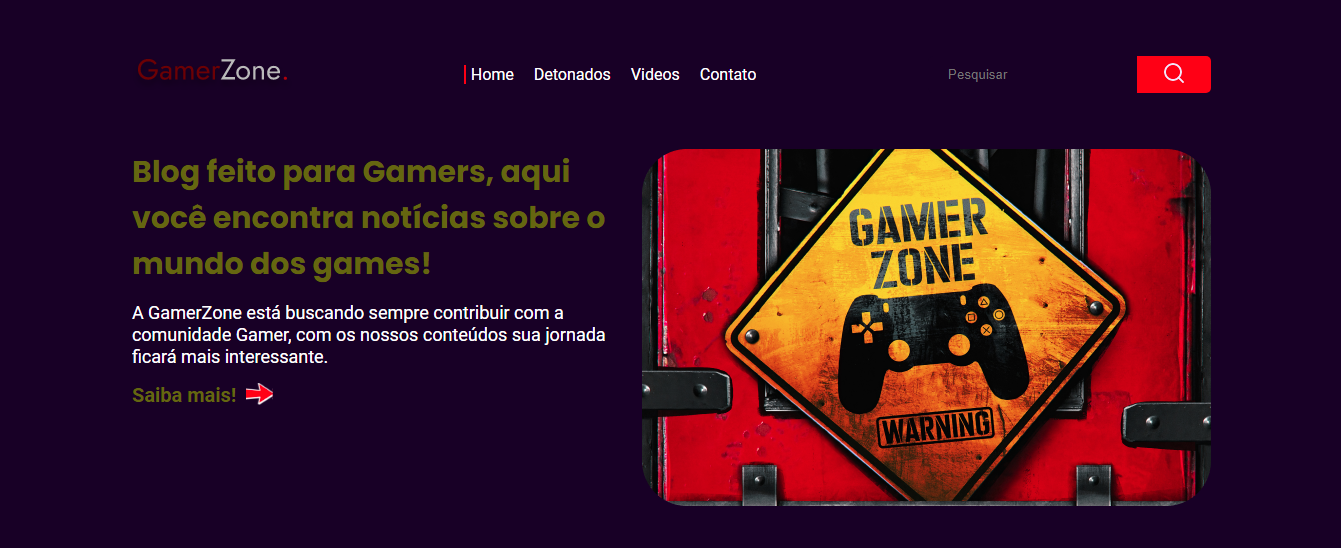 GamerZone.
Home Detonados Videos Contato
Pesquisar
Blog feito para Gamers, aqui
você encontra notícias sobre o
mundo dos games!
A GamerZone está buscando sempre contribuir com a
comunidade Gamer, com os nossos conteúdos sua jornada
ficará mais interessante.
Saiba mais!
GAMER
ZONE
WARNING